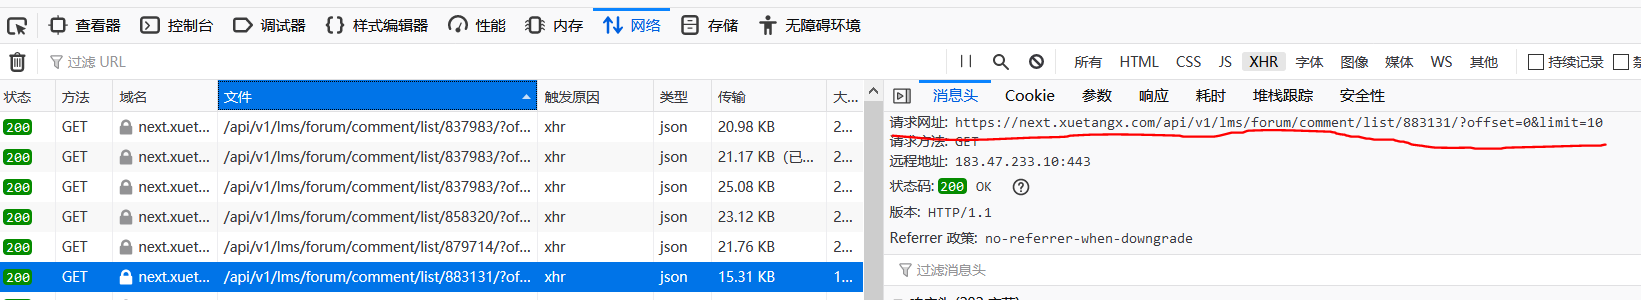 查看器 控制台 调试器 样式编辑器 性能 内存 网络 存储 无障碍环境
过滤 URL 所有 HTML CSS JS XHR 字体 图像 媒体 WS 其他 持续记录
状态 方法 域名 文件 触发原因 类型 传输 大...
200 GET next.xuet... /api/v1/lms/forum/comment/list/837983/?of... xhr json 20.98 KB 2...
200 GET next.xuet... /api/v1/lms/forum/comment/list/837983/?of... xhr json 21.17 KB（已... 2...
200 GET next.xuet... /api/v1/lms/forum/comment/list/837983/?of... xhr json 25.08 KB 2...
200 GET next.xuet... /api/v1/lms/forum/comment/list/858320/?of... xhr json 23.12 KB 2...
200 GET next.xuet... /api/v1/lms/forum/comment/list/879714/?of... xhr json 21.76 KB 2...
200 GET next.xuet... /api/v1/lms/forum/comment/list/883131/?of... xhr json 15.31 KB 1...
消息头 Cookie 参数 响应 耗时 堆栈跟踪 安全性
请求网址: https://next.xuetangx.com/api/v1/lms/forum/comment/list/883131/?offset=0&limit=10
请求方法: GET
远程地址: 183.47.233.10:443
状态码: 200 OK
版本: HTTP/1.1
Referrer 政策: no-referrer-when-downgrade
过滤消息头